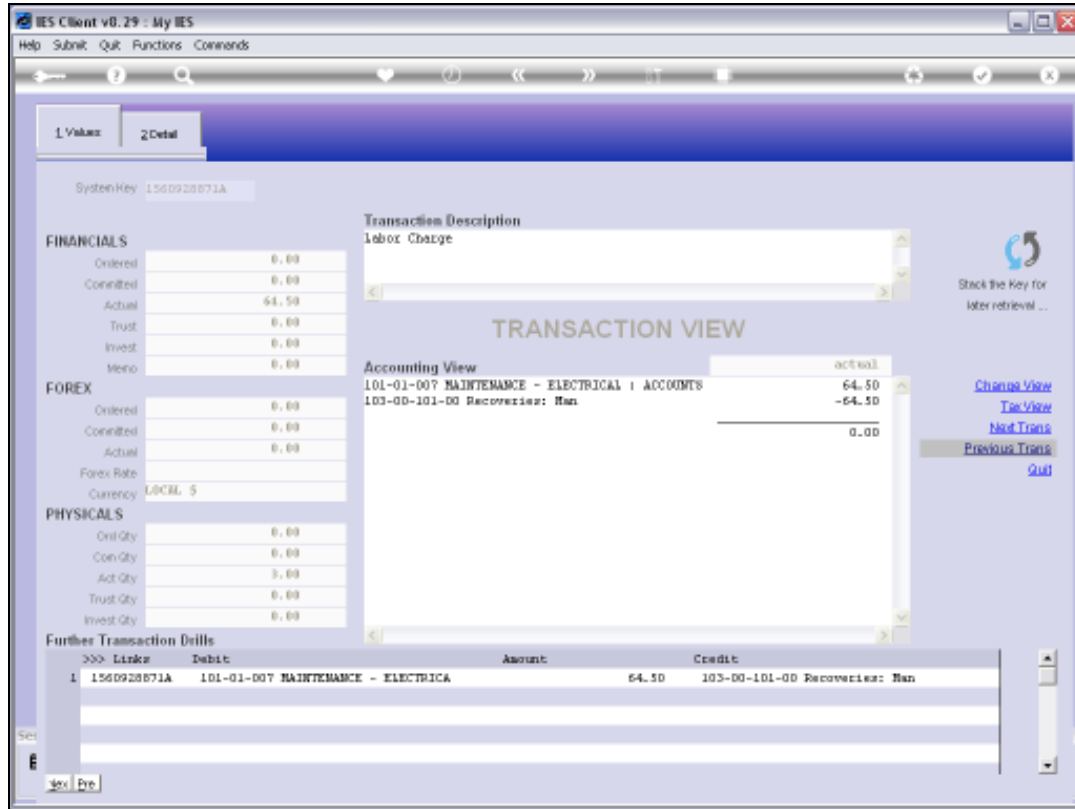 IES Client v8.29 : My IES
Help Submit Quit Functions Commands
1 Values 2 Detail
System Key 1560928871A
Transaction Description
labor Charge
FINANCIALS
Ordered 0.00
Committed 0.00
Actual 64.50
Trust 0.00
Invest 0.00
Memo 0.00
Stack the Key for
later retrieval ...
TRANSACTION VIEW
Accounting View actual
101-01-007 MAINTENANCE - ELECTRICAL : ACCOUNTS 64.50
103-00-101-00 Recoveries: Man -64.50
0.00
Change View
Tax View
Next Trans
Previous Trans
Quit
FOREX
Ordered 0.00
Committed 0.00
Actual 0.00
Forex Rate
Currency LOCAL $
PHYSICALS
Ord Qty 0.00
Com Qty 0.00
Act Qty 3.00
Trust Qty 0.00
Invest Qty 0.00
Further Transaction Drills
>>> Links Debit Amount Credit
1 1560928871A 101-01-007 MAINTENANCE - ELECTRICA 64.50 103-00-101-00 Recoveries: Man
Pre